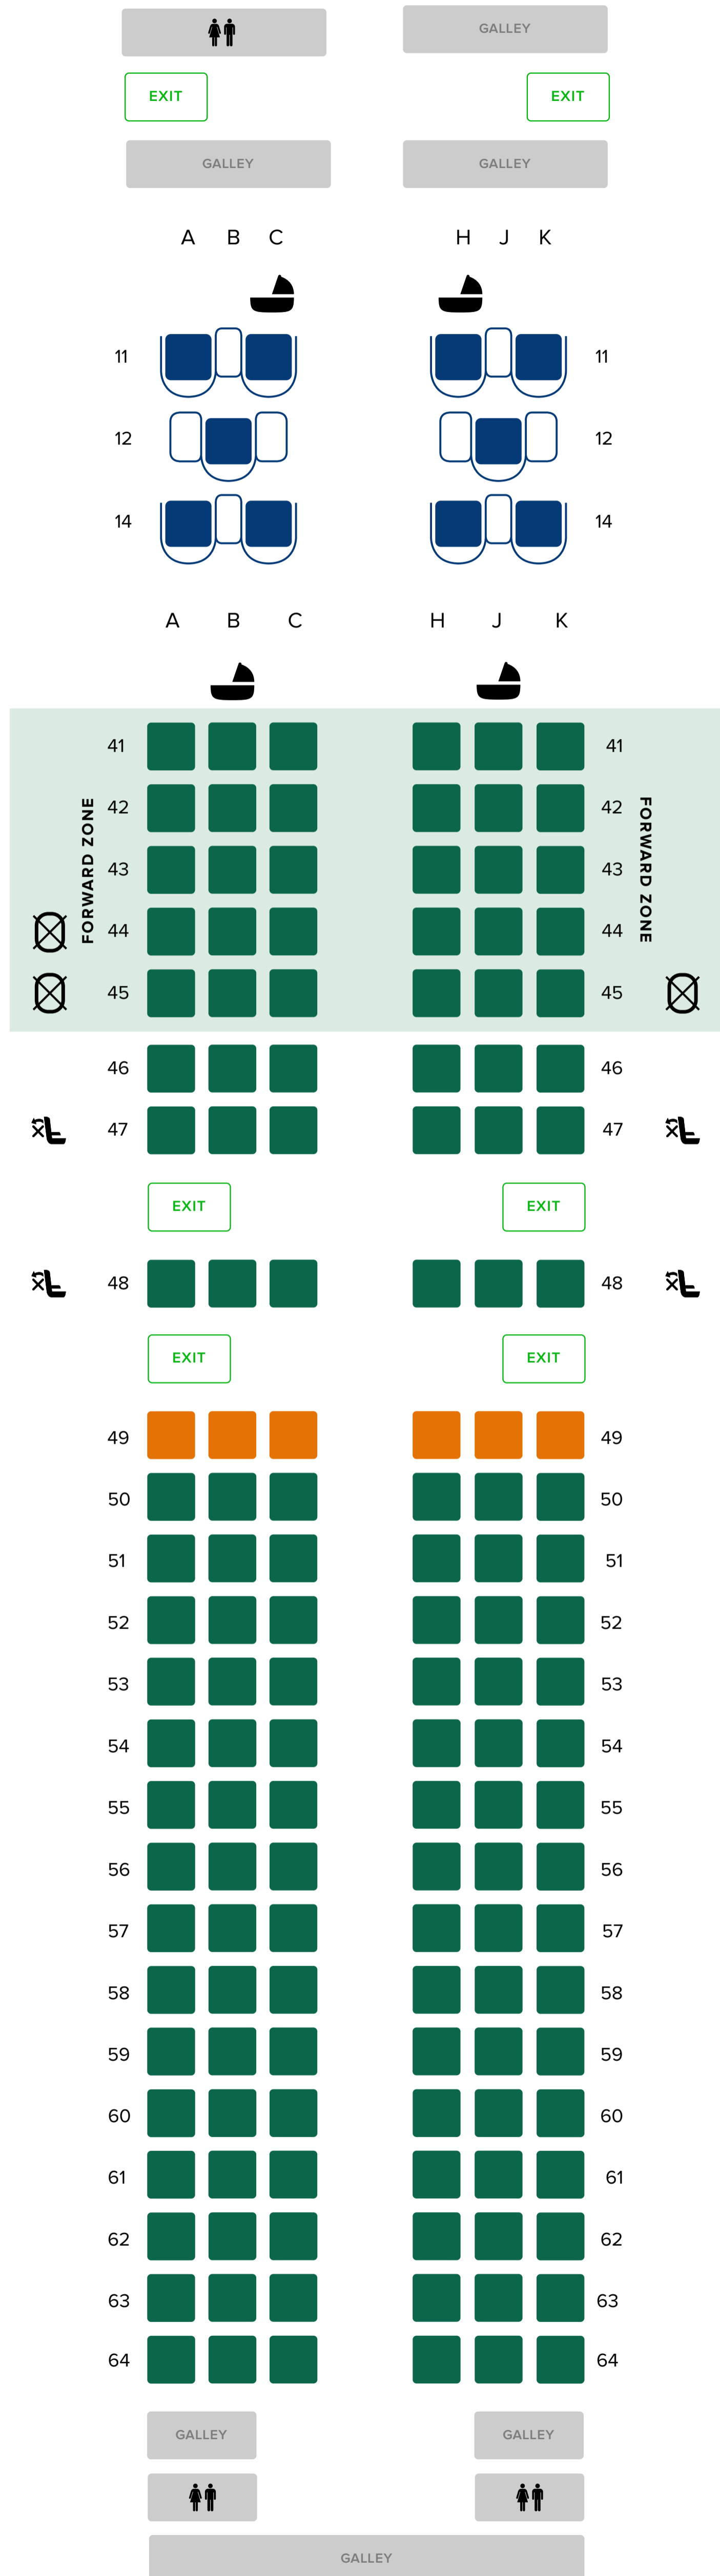 GALLEY
EXIT EXIT
GALLEY GALLEY
A B C H J K
11 11
12 12
14 14
A B C H J K
41 41
42 42
FORWARD ZONE FORWARD ZONE
43 43
44 44
45 45
46 46
47 47
EXIT EXIT
48 48
EXIT EXIT
49 49
50 50
51 51
52 52
53 53
54 54
55 55
56 56
57 57
58 58
59 59
60 60
61 61
62 62
63 63
64 64
GALLEY GALLEY
GALLEY